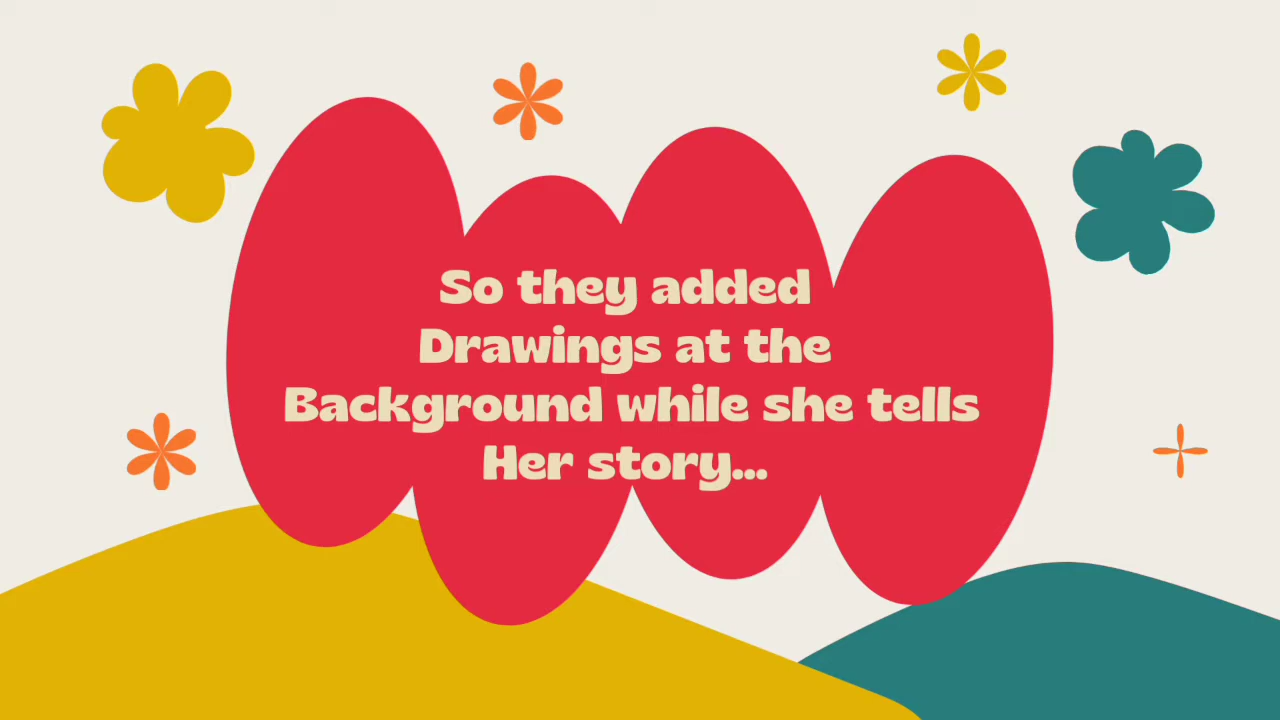 So they added
Drawings at the
Background while she tells
Her story...